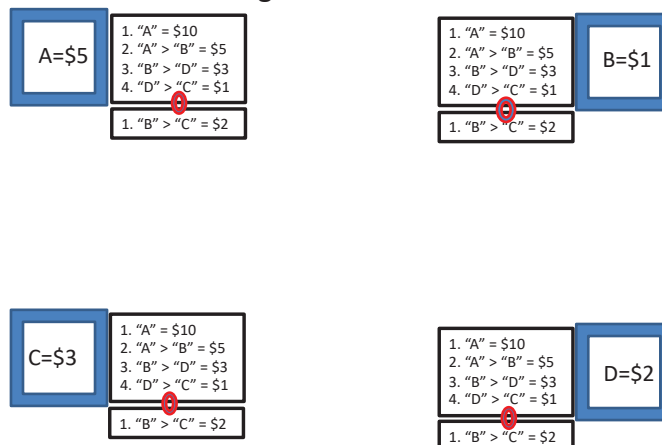 A=$5
1. “A” = $10
2. “A” > “B” = $5
3. “B” > “D” = $3
4. “D” > “C” = $1
1. “B” > “C” = $2
1. “A” = $10
2. “A” > “B” = $5
3. “B” > “D” = $3
4. “D” > “C” = $1
1. “B” > “C” = $2
B=$1
C=$3
1. “A” = $10
2. “A” > “B” = $5
3. “B” > “D” = $3
4. “D” > “C” = $1
1. “B” > “C” = $2
1. “A” = $10
2. “A” > “B” = $5
3. “B” > “D” = $3
4. “D” > “C” = $1
1. “B” > “C” = $2
D=$2